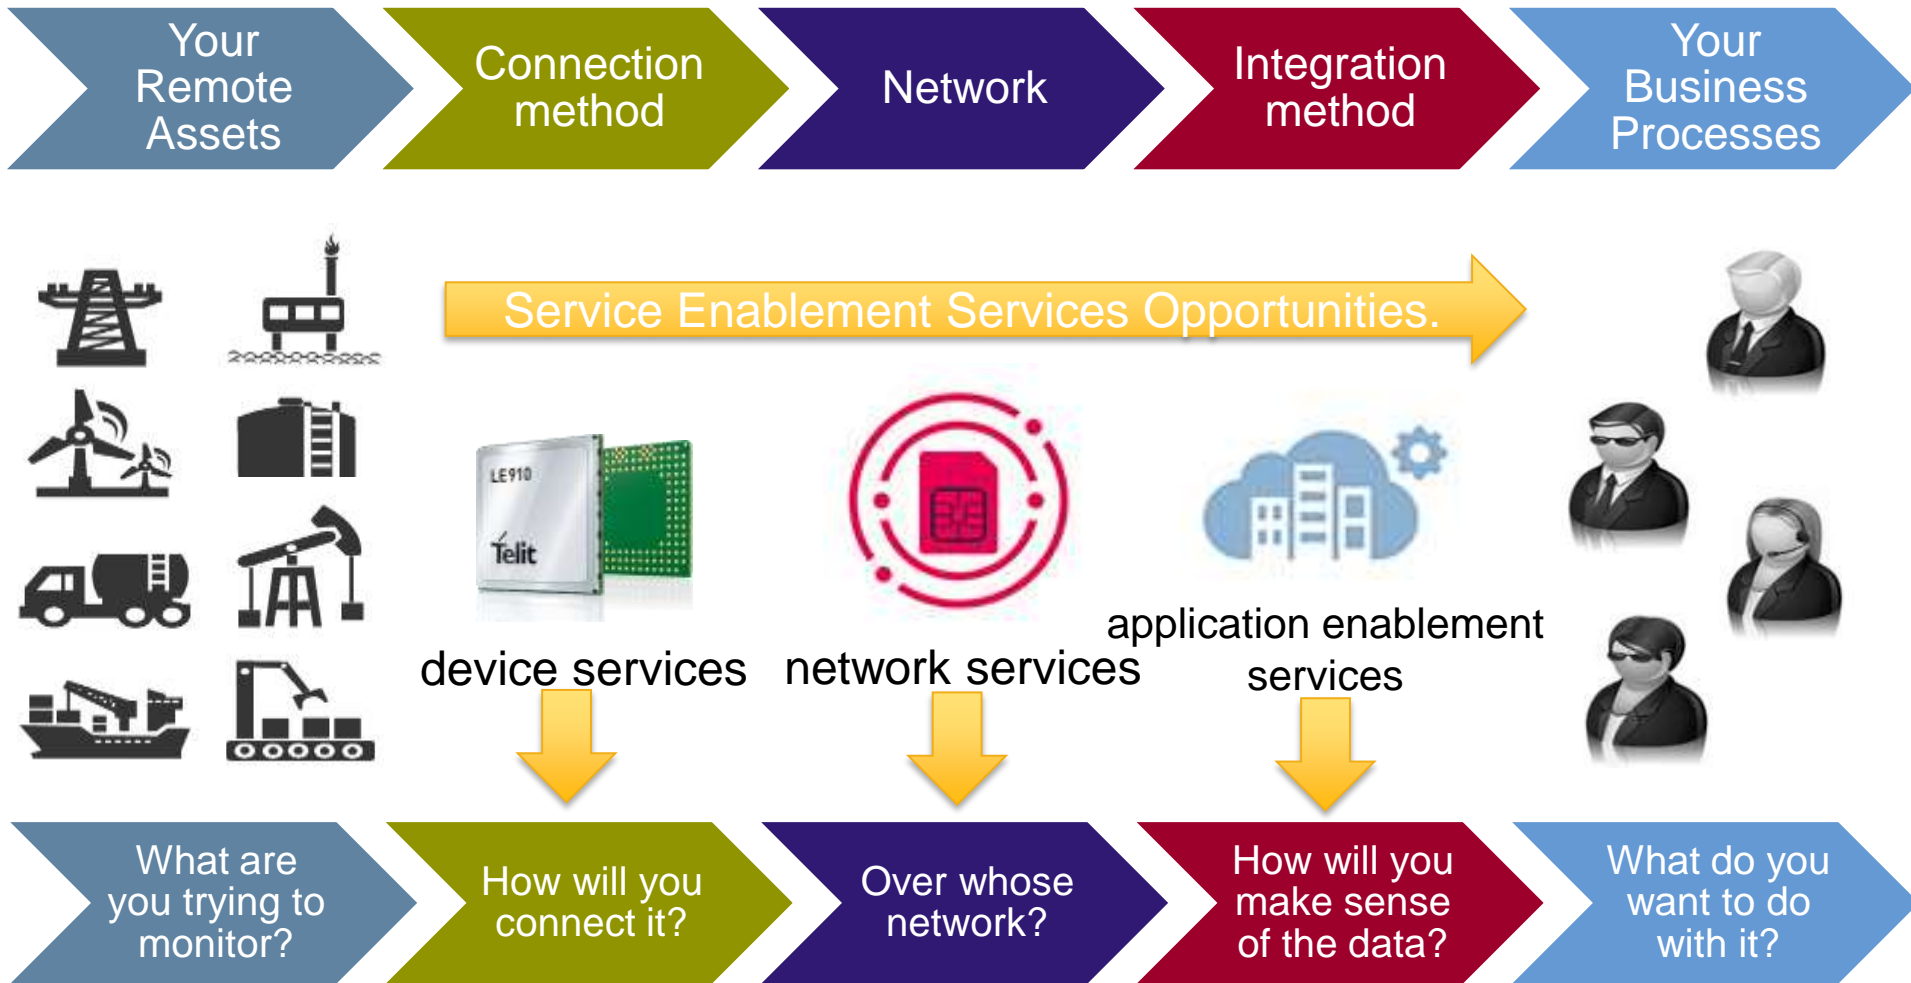 Your
Remote
Assets
Connection
method
Network
Integration
method
Your
Business
Processes
Service Enablement Services Opportunities.
LE910
Telit
device services
network services
application enablement
services
What are
you trying to
monitor?
How will you
connect it?
Over whose
network?
How will you
make sense
of the data?
What do you
want to do
with it?